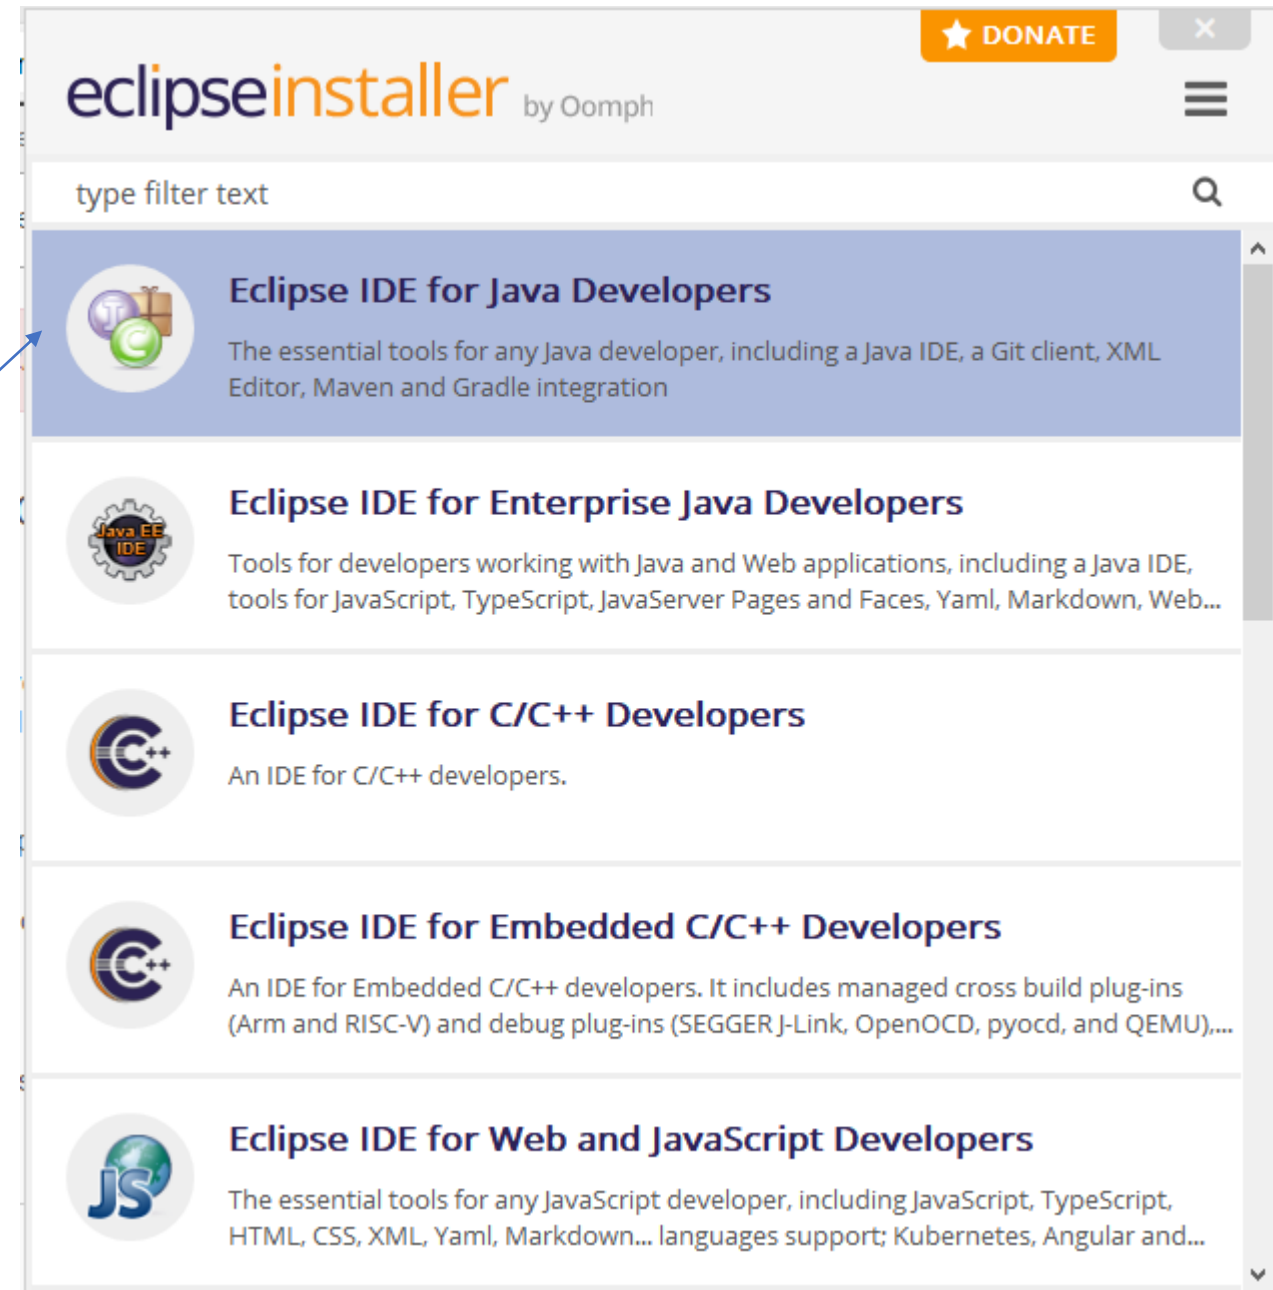 DONATE
eclipseinstaller by Oomph
type filter text
Eclipse IDE for Java Developers
The essential tools for any Java developer, including a Java IDE, a Git client, XML
Editor, Maven and Gradle integration
Java EE
IDE
Eclipse IDE for Enterprise Java Developers
Tools for developers working with Java and Web applications, including a Java IDE,
tools for JavaScript, TypeScript, JavaServer Pages and Faces, Yaml, Markdown, Web...
C++
Eclipse IDE for C/C++ Developers
An IDE for C/C++ developers.
C++
Eclipse IDE for Embedded C/C++ Developers
An IDE for Embedded C/C++ developers. It includes managed cross build plug-ins
(Arm and RISC-V) and debug plug-ins (SEGGER J-Link, OpenOCD, pyocd, and QEMU),...
JS
Eclipse IDE for Web and JavaScript Developers
The essential tools for any JavaScript developer, including JavaScript, TypeScript,
HTML, CSS, XML, Yaml, Markdown... languages support; Kubernetes, Angular and...